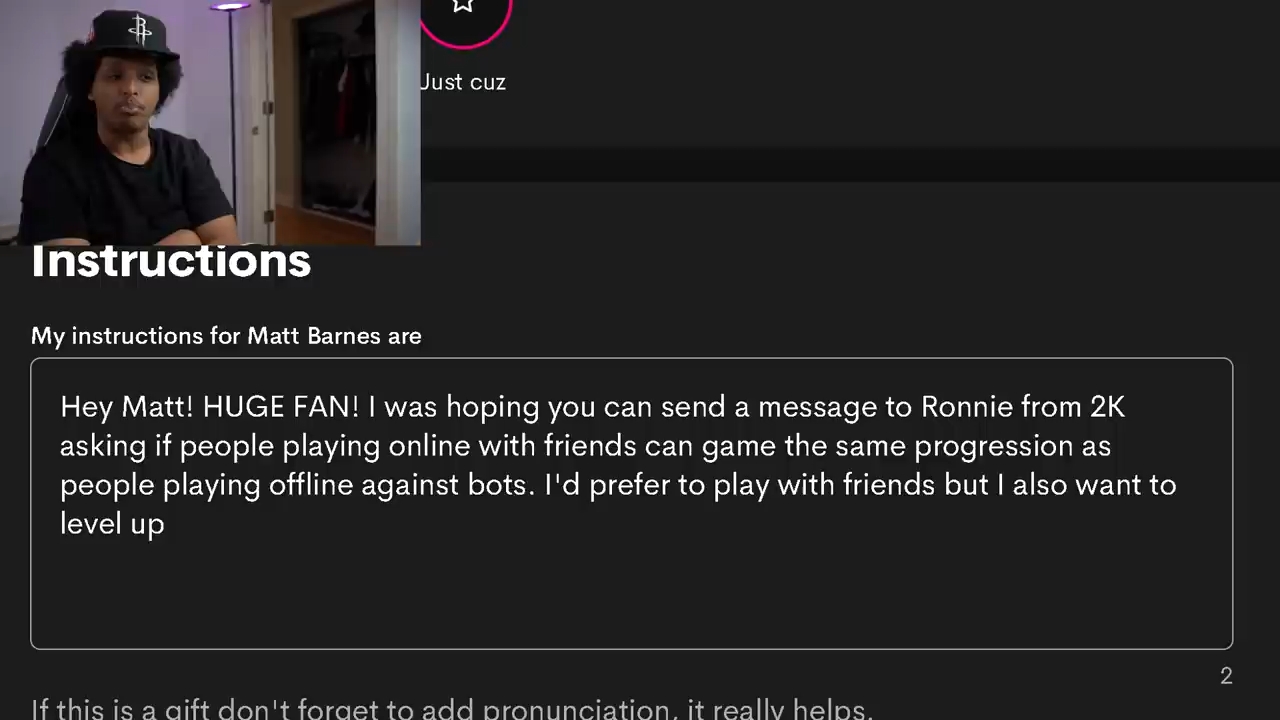 Just cuz
Instructions
My instructions for Matt Barnes are
Hey Matt! HUGE FAN! I was hoping you can send a message to Ronnie from 2K
asking if people playing online with friends can game the same progression as
people playing offline against bots. I'd prefer to play with friends but I also want to
level up
2
If this is a gift don't forget to add pronunciation, it really helps.